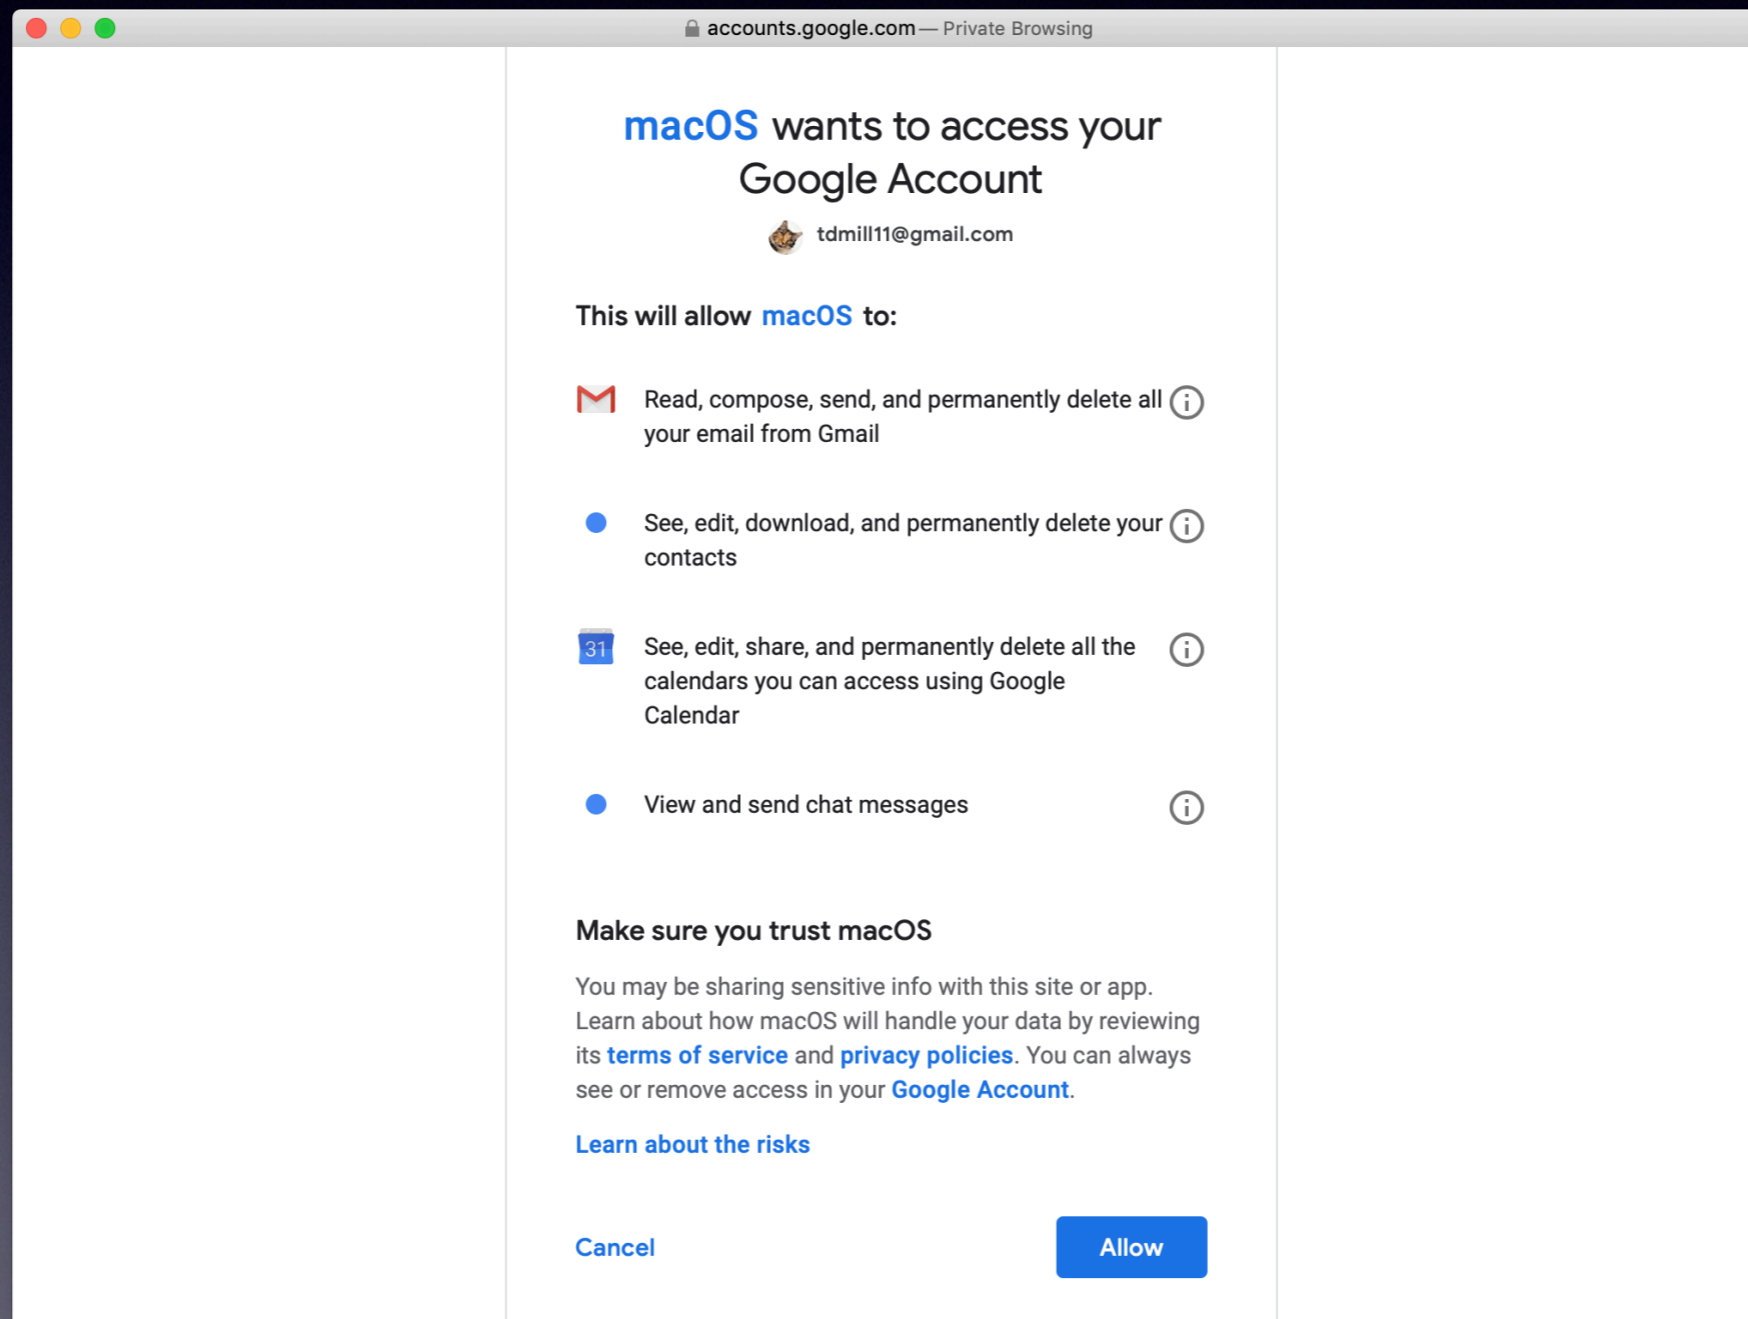 accounts.google.com — Private Browsing
macOS wants to access your
Google Account
tdmill11@gmail.com
This will allow macOS to:
Read, compose, send, and permanently delete all
your email from Gmail
See, edit, download, and permanently delete your
contacts
31
See, edit, share, and permanently delete all the
calendars you can access using Google
Calendar
View and send chat messages
Make sure you trust macOS
You may be sharing sensitive info with this site or app.
Learn about how macOS will handle your data by reviewing
its terms of service and privacy policies. You can always
see or remove access in your Google Account.
Learn about the risks
Cancel
Allow